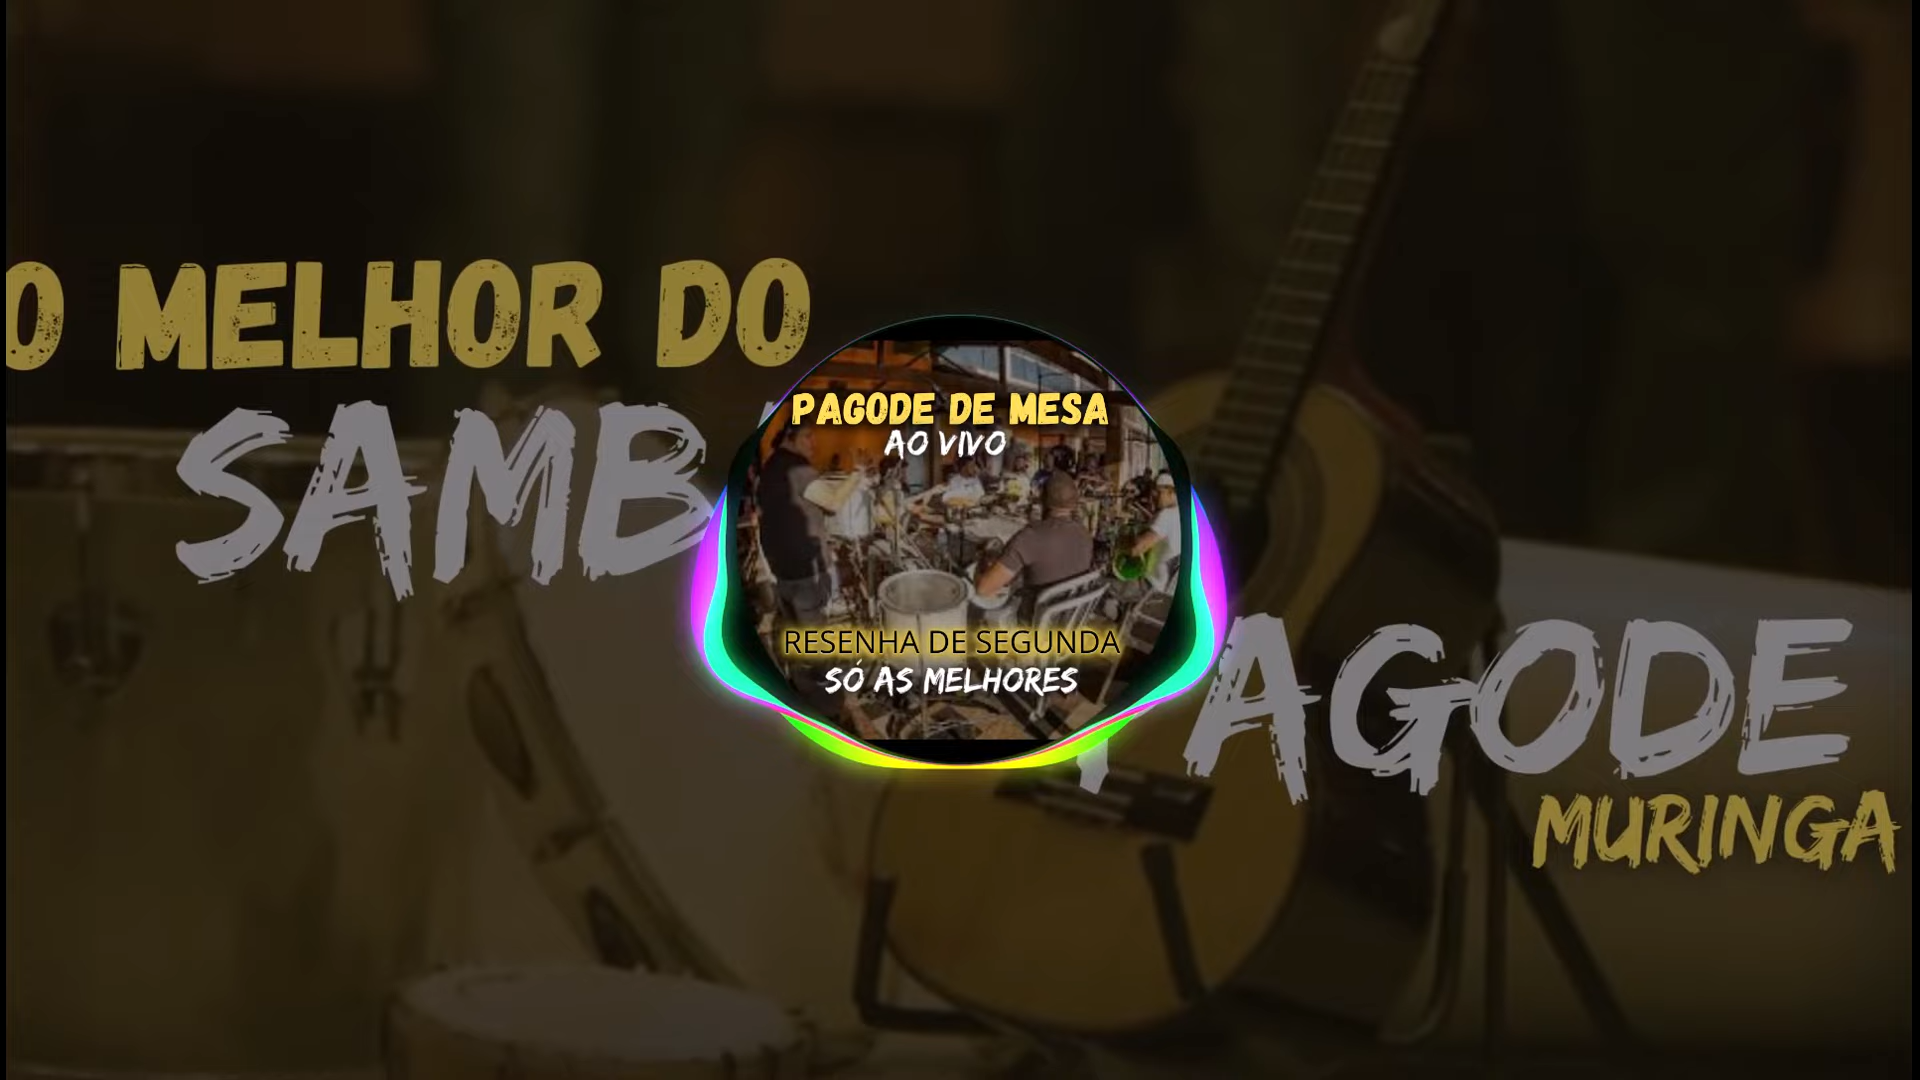 O MELHOR DO
SAMB
AGODE
MURINGA
PAGODE DE MESA
AO VIVO
RESENHA DE SEGUNDA
SÓ AS MELHORES